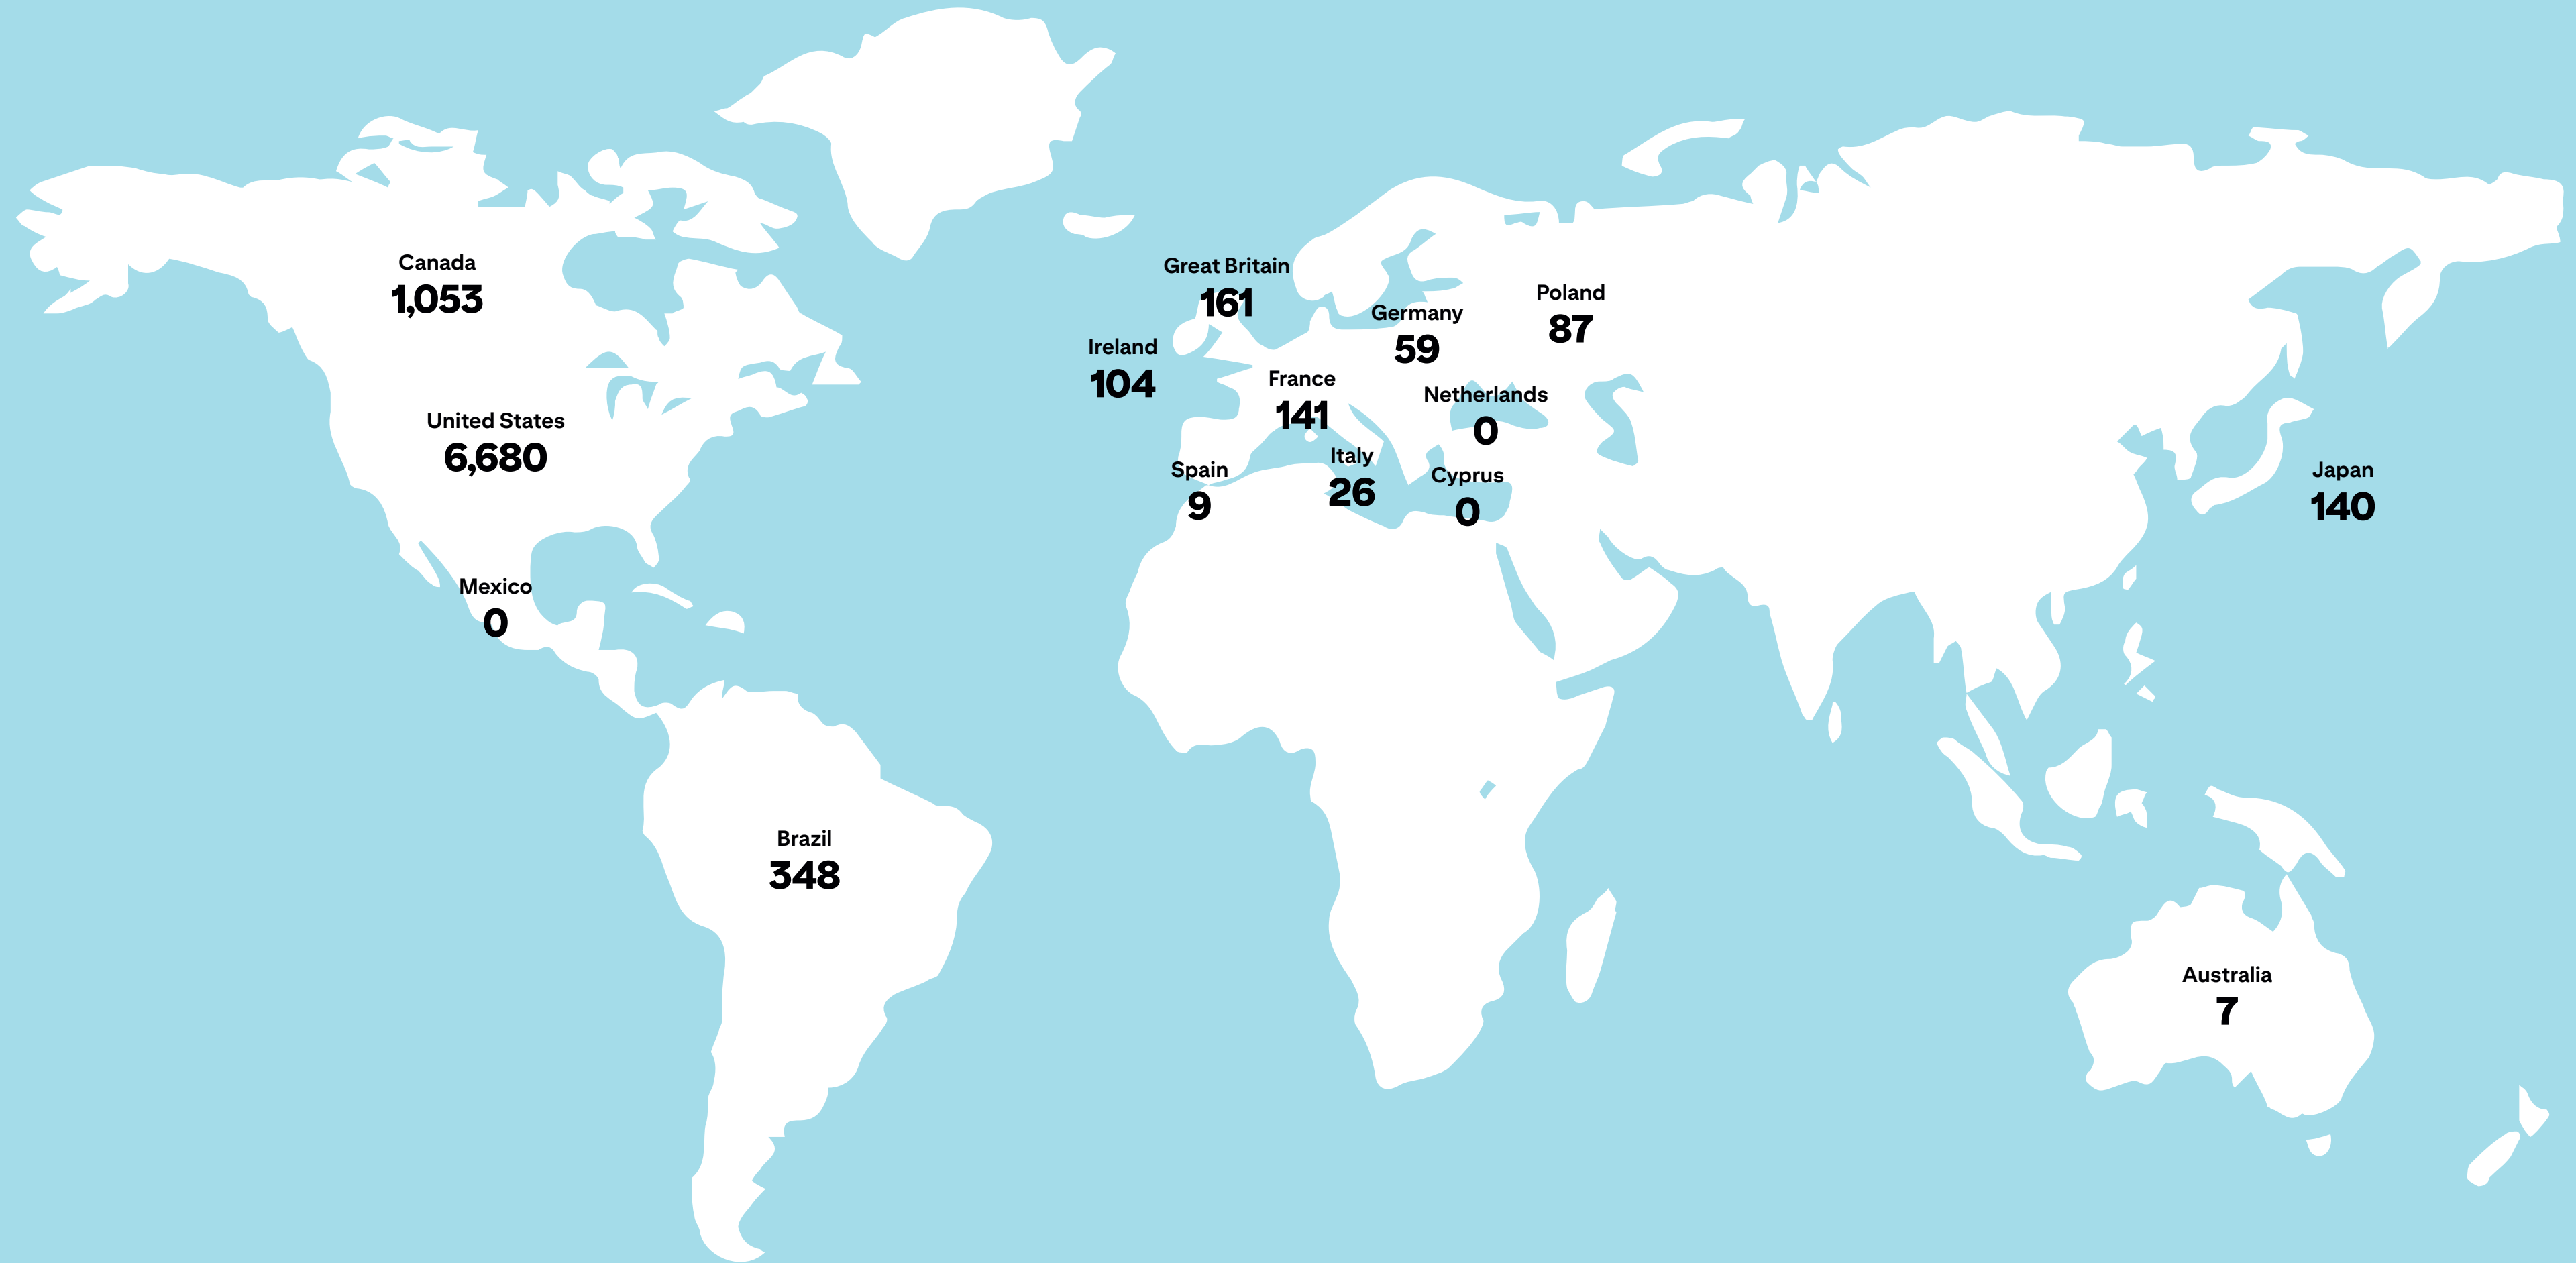 Canada
1,053
United States
6,680
Mexico
0
Brazil
348
Great Britain
161
Ireland
104
Germany
59
Poland
87
France
141
Netherlands
0
Spain
9
Italy
26
Cyprus
0
Japan
140
Australia
7